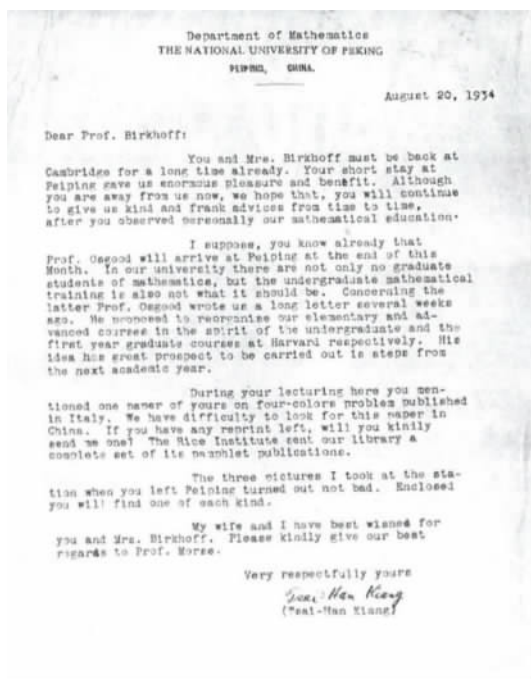 Department of Mathematics
THE NATIONAL UNIVERSITY OF PEKING
PEIPING, CHINA.
August 20, 1934
Dear Prof. Birkhoff:
You and Mrs. Birkhoff must be back at
Cambridge for a long time already. Your short stay at
Peiping gave us enormous pleasure and benefit. Although
you are away from us now, we hope that, you will continue
to give us kind and frank advices from time to time,
after you observed personally our mathematical education.
I suppose, you know already that
Prof. Osgood will arrive at Peiping at the end of this
Month. In our university there are not only no graduate
students of mathematics, but the undergraduate mathematical
training is also not what it should be. Concerning the
latter Prof. Osgood wrote us a long letter several weeks
ago. He proposed to reorganise our elementary and ad-
vanced courses in the spirit of the undergraduate and the
first year graduate courses at Harvard respectively. His
idea has great prospect to be carried out is steps from
the next academic year.
During your lecturing here you men-
tioned one paper of yours on four-colors problem published
in Italy. We have difficulty to look for this paper in
China. If you have any reprint left, will you kindly
send me one? The Rice Institute sent our library a
complete set of its pamphlet publications.
The three pictures I took at the sta-
tion when you left Peiping turned out not bad. Enclosed
you will find one of each kind.
My wife and I have best wishes for
you and Mrs. Birkhoff. Please kindly give our best
regards to Prof. Morse.
Very respectfully yours
Tsai-Han Kiang
(Tsai-Han Kiang)